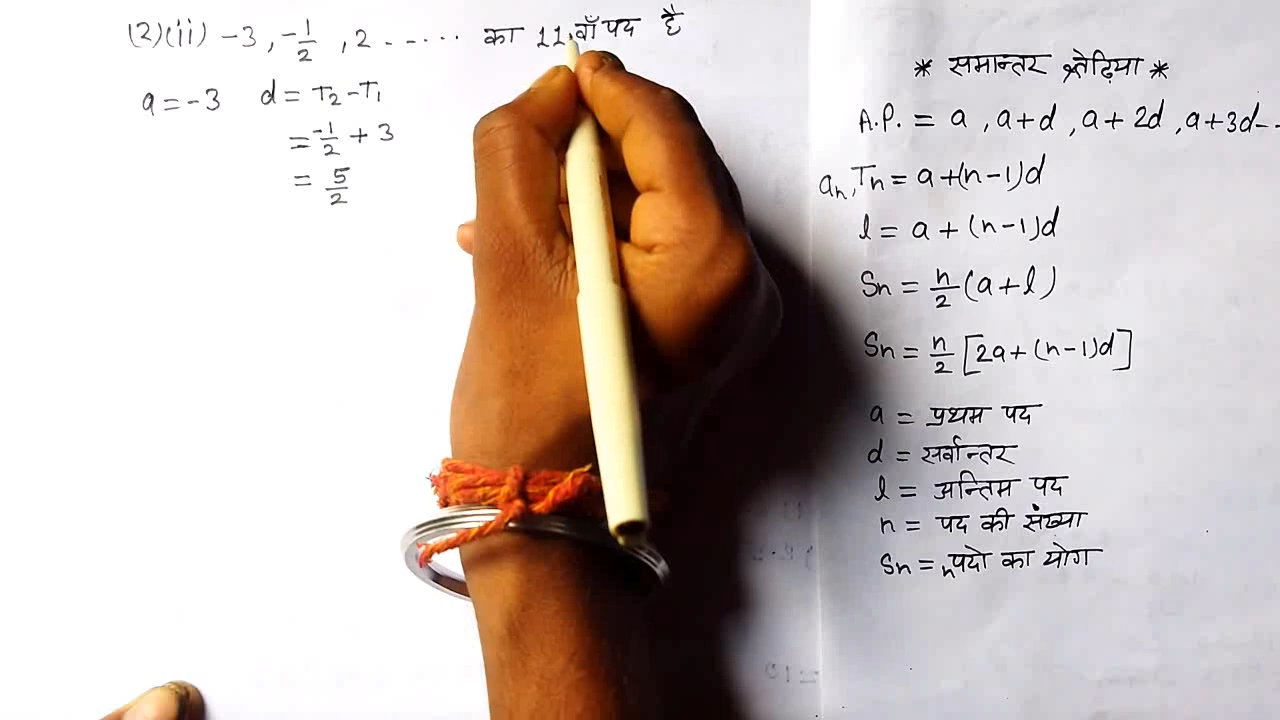 (2)(ii) -3, -1/2, 2 - - ... का 11वाँ पद है
a = -3 d = T₂-T₁
= -1/2 + 3
= 5/2
* समान्तर श्रेढ़िया *
A.P. = a, a+d, a+2d, a+3d--
aₙ, Tₙ = a+(n-1)d
l = a + (n-1)d
Sn = n/2 (a+l)
Sn = n/2 [2a+(n-1)d]
a = प्रथम पद
d = सर्वान्तर
l = अन्तिम पद
n = पद की संख्या
Sn = ₙपदो का योग